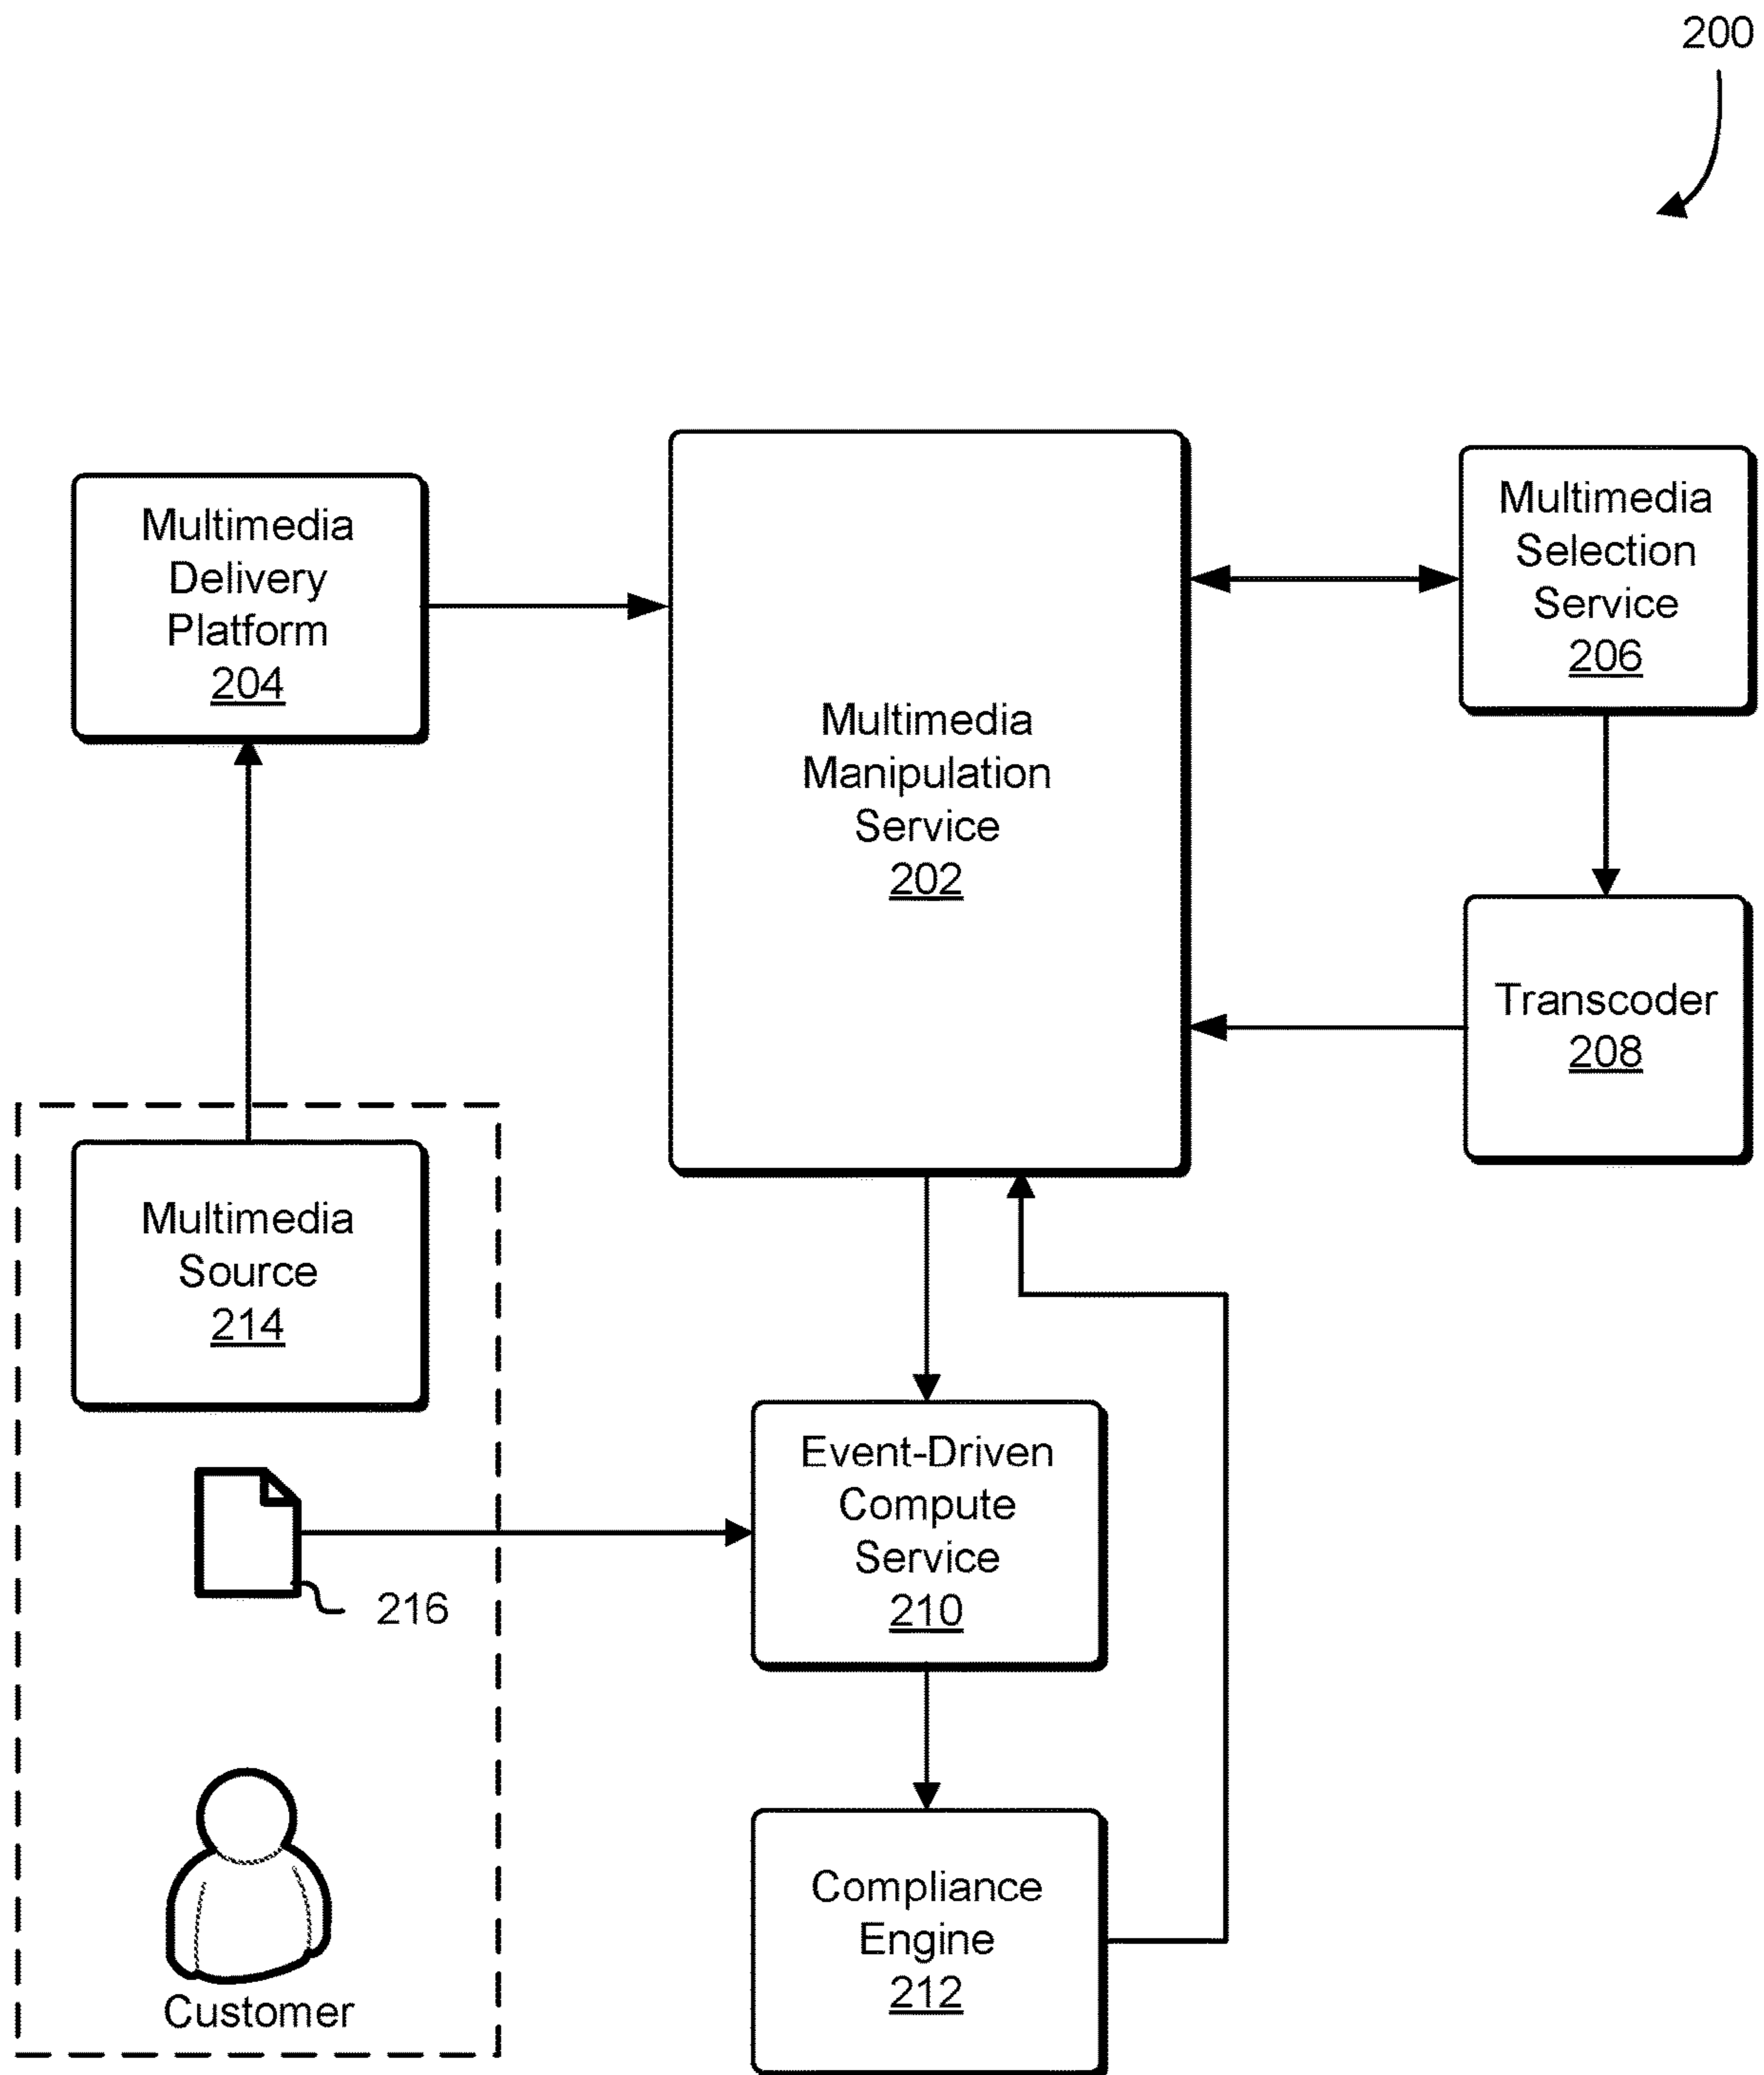 200
Multimedia
Delivery
Platform
204
Multimedia
Manipulation
Service
202
Multimedia
Selection
Service
206
Transcoder
208
Multimedia
Source
214
216
Customer
Event-Driven
Compute
Service
210
Compliance
Engine
212